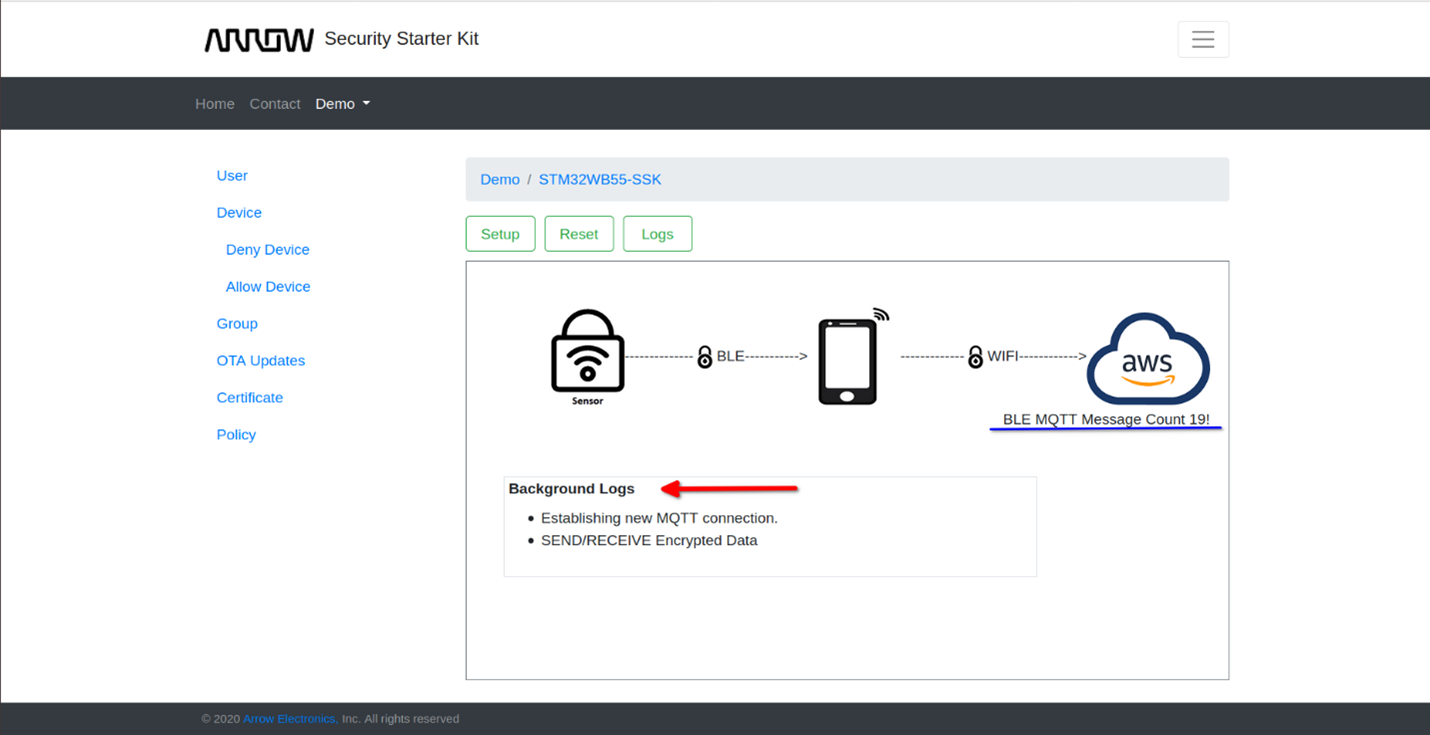 ARROW Security Starter Kit
Home Contact Demo
User
Device
Deny Device
Allow Device
Group
OTA Updates
Certificate
Policy
Demo / STM32WB55-SSK
Setup Reset Logs
Sensor
BLE
WIFI
aws
BLE MQTT Message Count 19!
Background Logs
Establishing new MQTT connection.
SEND/RECEIVE Encrypted Data
© 2020 Arrow Electronics, Inc. All rights reserved